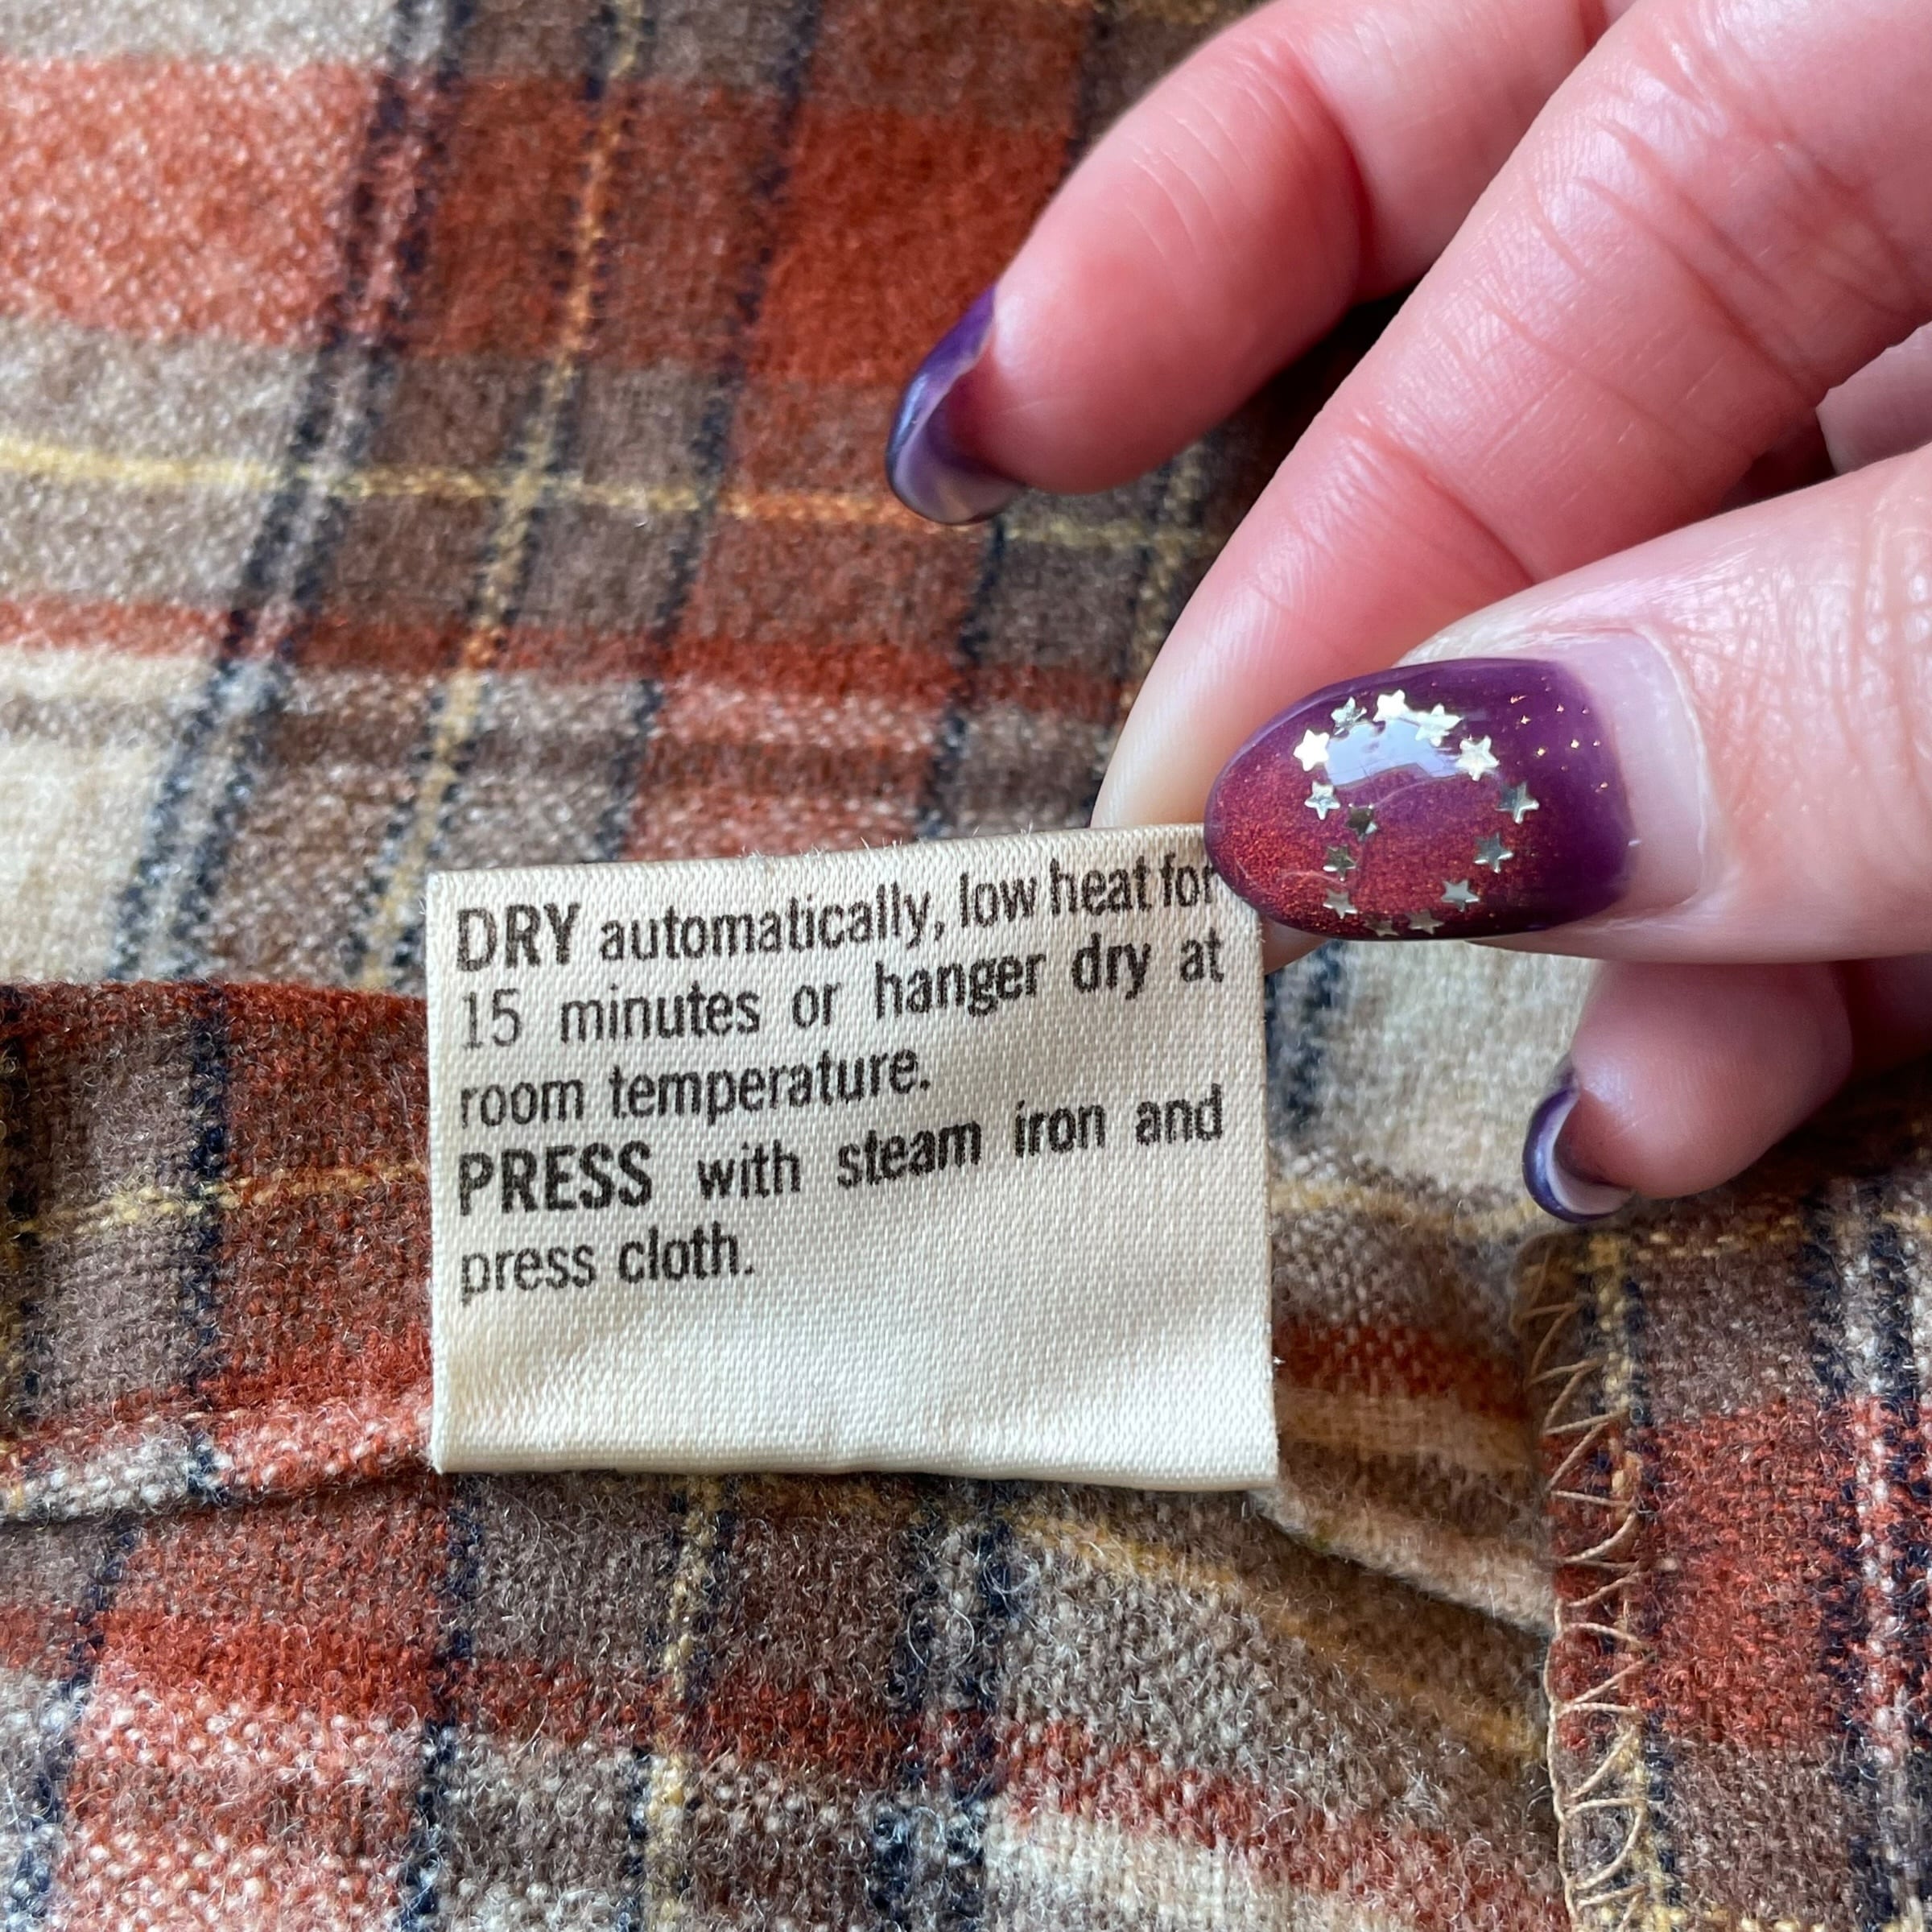 DRY automatically, low heat for
15 minutes or hanger dry at
room temperature.
PRESS with steam iron and
press cloth.